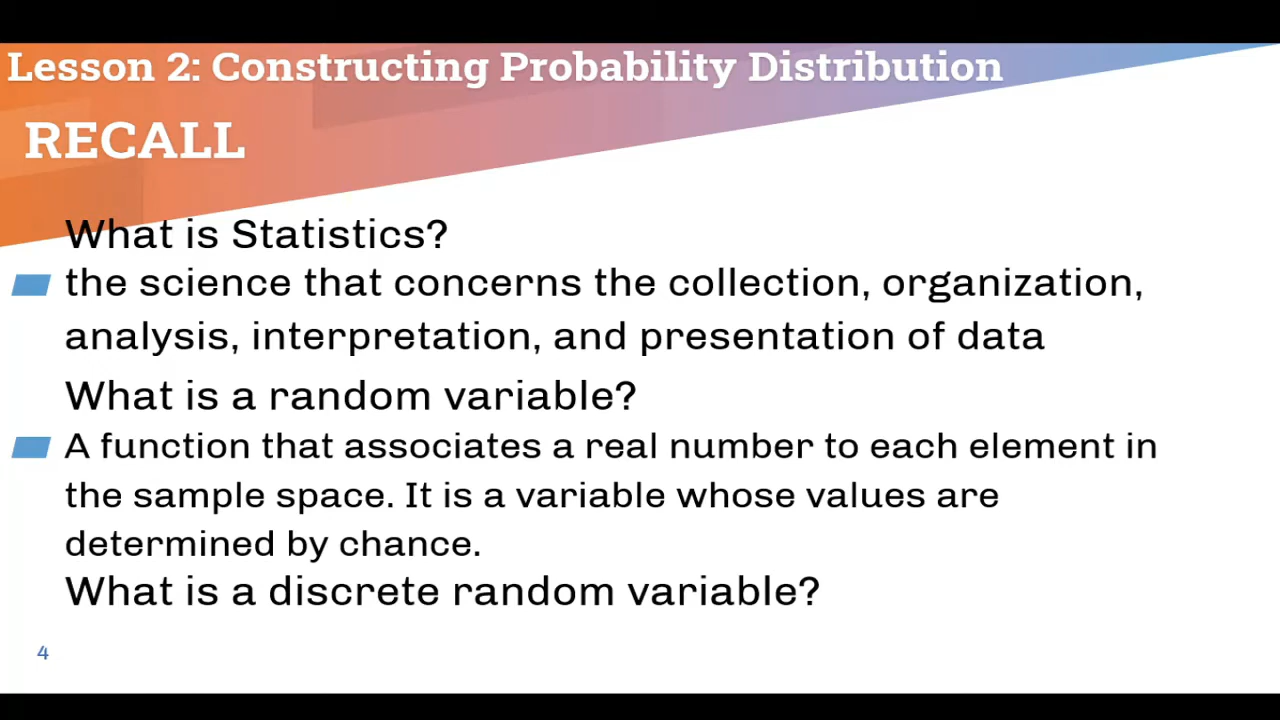 Lesson 2: Constructing Probability Distribution
RECALL
What is Statistics?
the science that concerns the collection, organization,
analysis, interpretation, and presentation of data
What is a random variable?
A function that associates a real number to each element in
the sample space. It is a variable whose values are
determined by chance.
What is a discrete random variable?
4